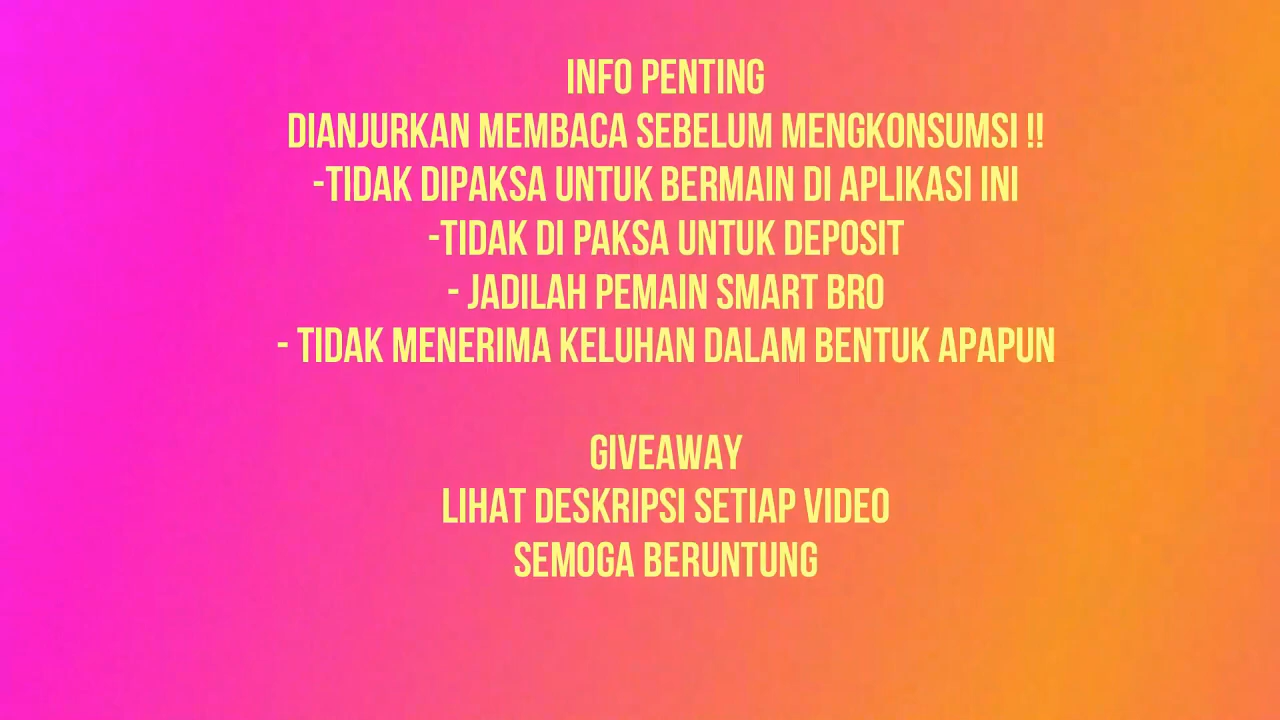 INFO PENTING
DIANJURKAN MEMBACA SEBELUM MENGKONSUMSI !!
-TIDAK DIPAKSA UNTUK BERMAIN DI APLIKASI INI
-TIDAK DI PAKSA UNTUK DEPOSIT
- JADILAH PEMAIN SMART BRO
- TIDAK MENERIMA KELUHAN DALAM BENTUK APAPUN
GIVEAWAY
LIHAT DESKRIPSI SETIAP VIDEO
SEMOGA BERUNTUNG